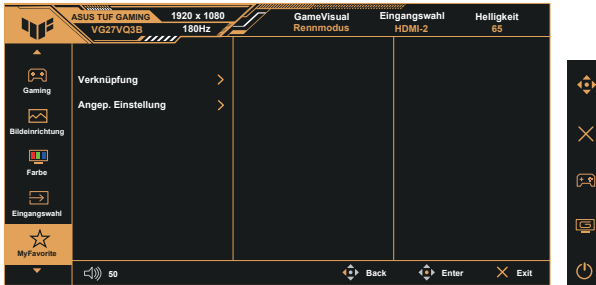 ASUS TUF GAMING 1920 x 1080 GameVisual Eingangswahl Helligkeit
VG27VQ3B 180Hz Rennmodus HDMI-2 65
Gaming
Bildeinrichtung
Farbe
Eingangswahl
MyFavorite
Verknüpfung
Angep. Einstellung
50 Back Enter Exit